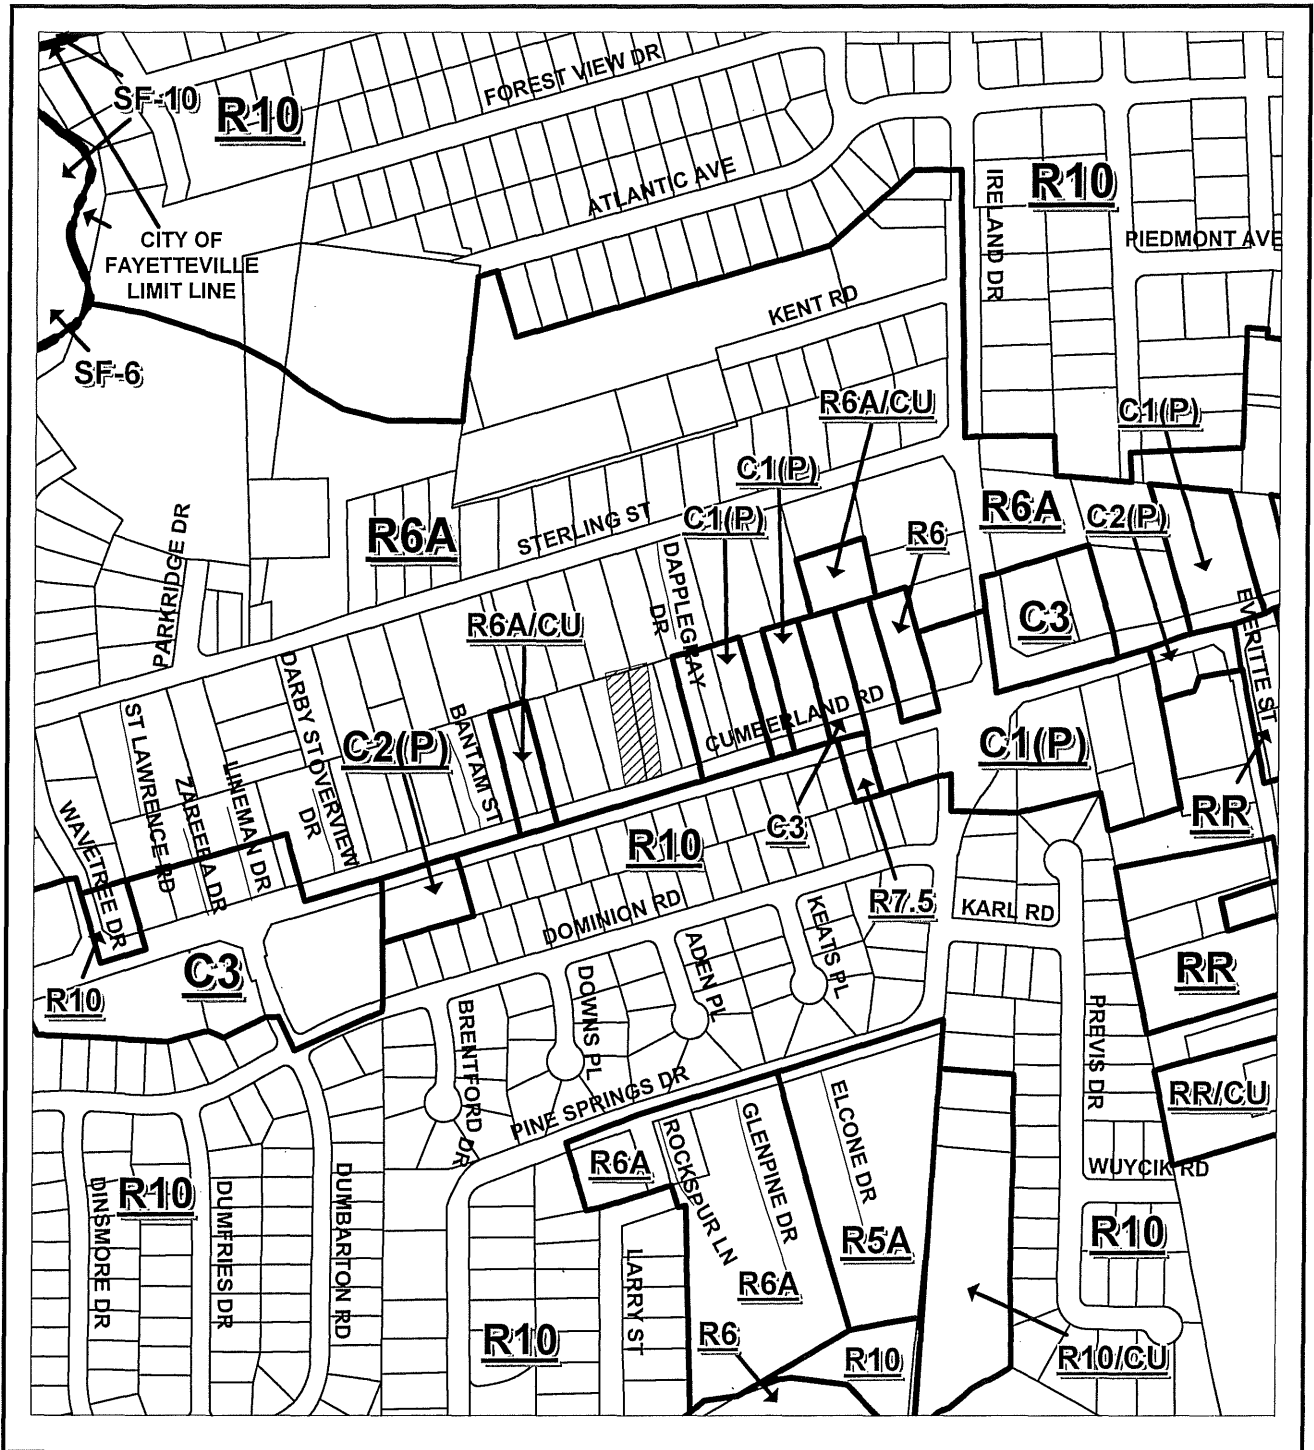 FOREST VIEW DR
SF-10
R10
ATLANTIC AVE
R10
IRELAND DR
CITY OF
FAYETTEVILLE
LIMIT LINE
PIEDMONT AVE
KENT RD
SF-6
R6A/CU
C1(P)
C1(P)
R6A
STERLING ST
C1(P)
R6A
C2(P)
R6
PARKRIDGE DR
DAPPLEGRAY
DR
R6A/CU
C3
EVERITTE ST
DARBY ST
OVERVIEW
DR
C2(P)
BANTAM ST
CUMBERLAND RD
C1(P)
ST LAWRENCE RD
ZAREEBA DR
LINEMAN DR
WAVETREE DR
R10
C3
RR
R7.5
KARL RD
DOMINION RD
KEATS PL
ADEN PL
DOWNS PL
C3
R10
RR
BRENTFORD DR
PREVIS DR
PINE SPRINGS DR
ELCONE DR
RR/CU
GLENPINE DR
ROCKSPUR LN
R6A
WUYCIK RD
R10
DINSMORE DR
DUMFRIES DR
DUMBARTON RD
LARRY ST
R5A
R10
R6A
R10
R6
R10
R10/CU